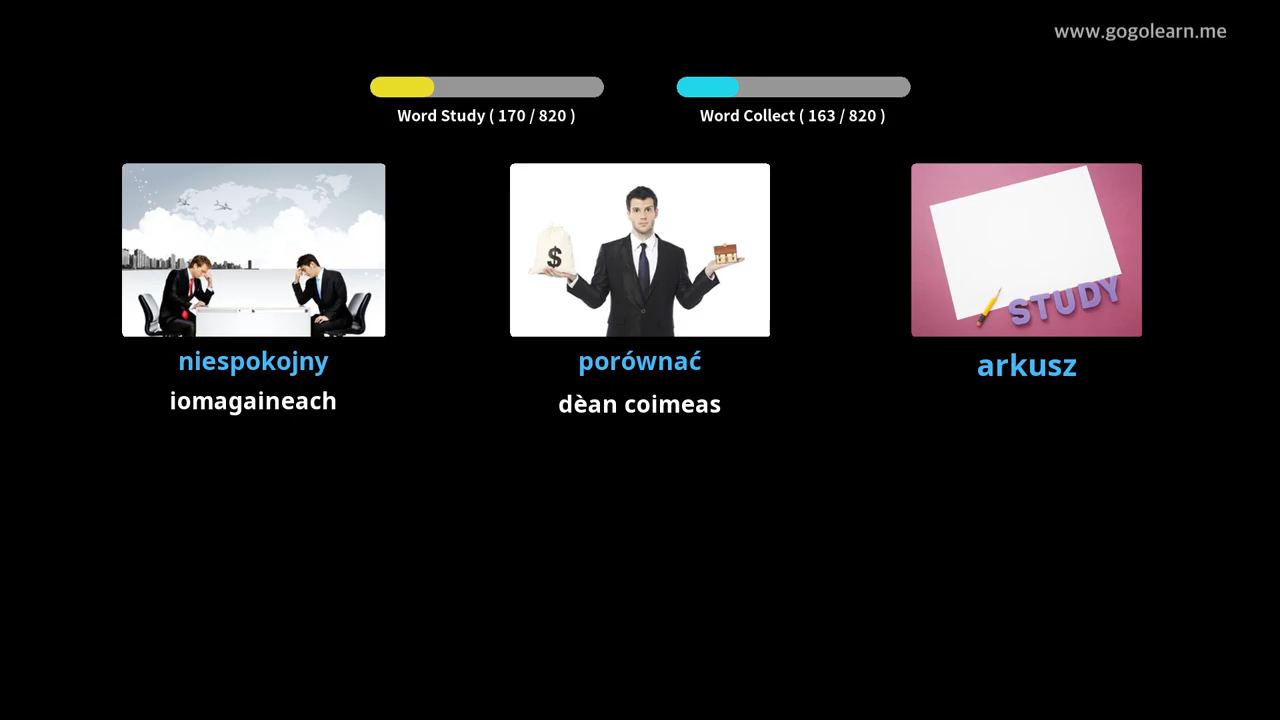 www.gogolearn.me
Word Study ( 170 / 820 )
Word Collect ( 163 / 820 )
$
STUDY
niespokojny
porównać
arkusz
iomagaineach
dèan coimeas